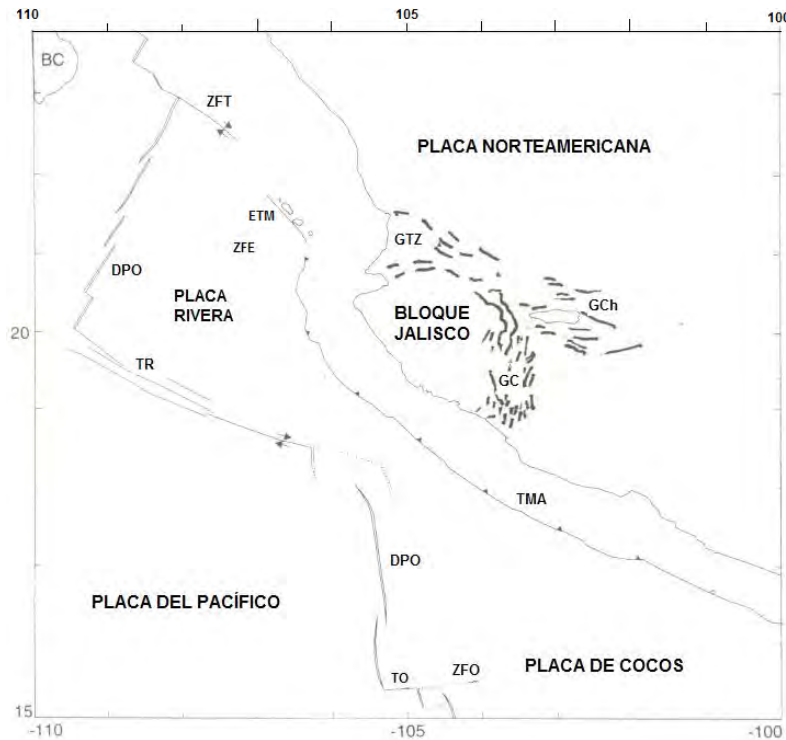 110 105 100
BC
ZFT
PLACA NORTEAMERICANA
ETM
GTZ
ZFE
DPO
PLACA
RIVERA
BLOQUE
JALISCO
GCh
20
TR
GC
TMA
DPO
PLACA DEL PACÍFICO
PLACA DE COCOS
TO
ZFO
15
-110 -105 -100